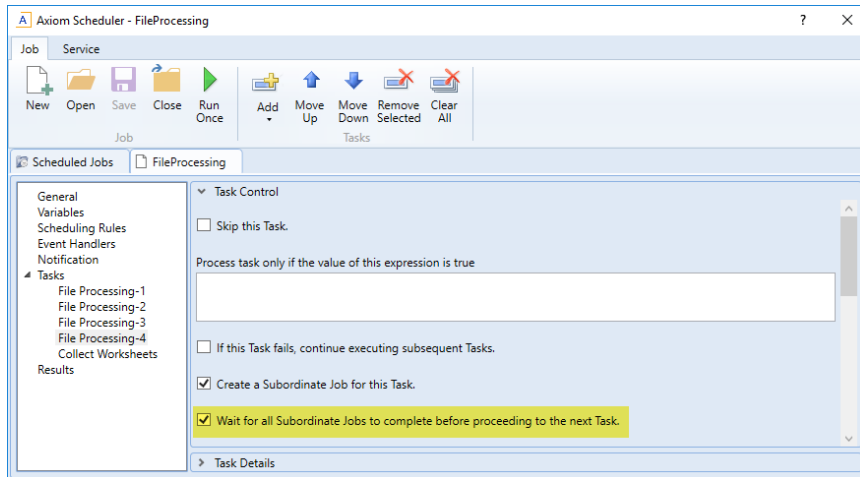 A Axiom Scheduler - FileProcessing ?
Job Service
New Open Save Close Run Once Add Move Up Move Down Remove Selected Clear All
Job Tasks
Scheduled Jobs FileProcessing
General
Variables
Scheduling Rules
Event Handlers
Notification
Tasks
File Processing-1
File Processing-2
File Processing-3
File Processing-4
Collect Worksheets
Results
Task Control
Skip this Task.
Process task only if the value of this expression is true
If this Task fails, continue executing subsequent Tasks.
Create a Subordinate Job for this Task.
Wait for all Subordinate Jobs to complete before proceeding to the next Task.
Task Details